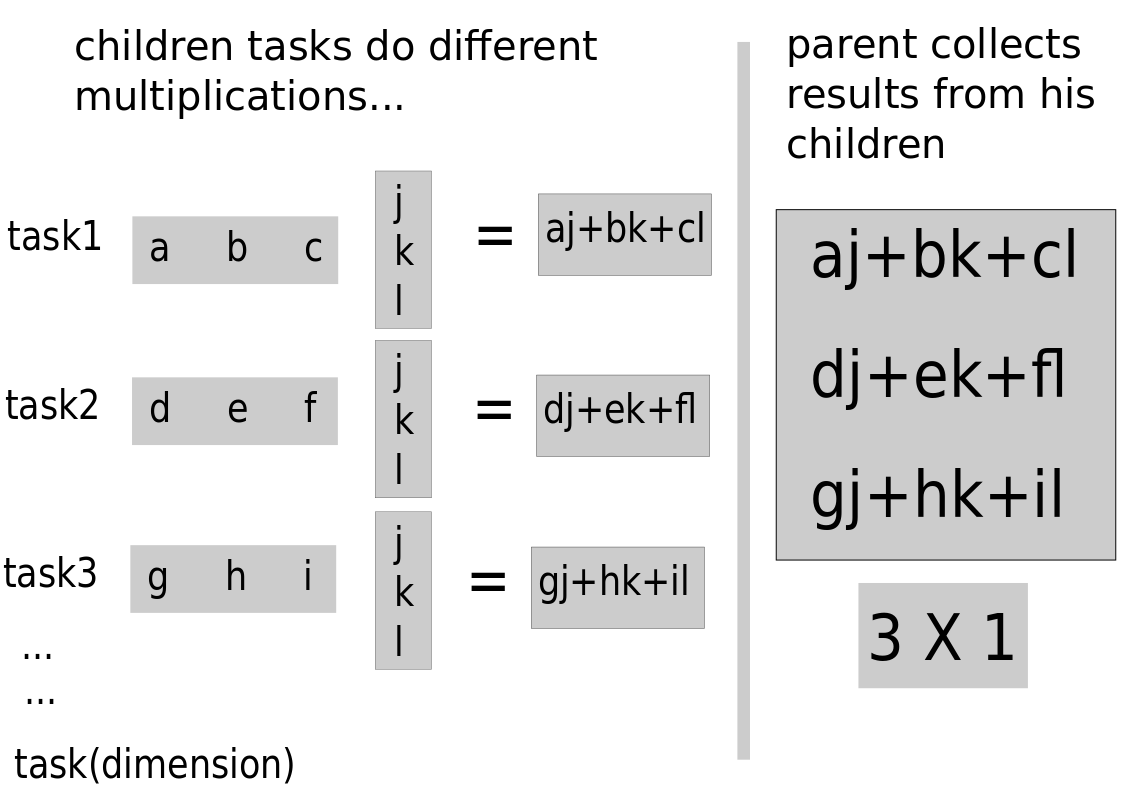 children tasks do different
multiplications...
task1
a b c
j
k
l
=
aj+bk+cl
task2
d e f
j
k
l
=
dj+ek+fl
task3
g h i
j
k
l
=
gj+hk+il
...
...
task(dimension)
parent collects
results from his
children
aj+bk+cl
dj+ek+fl
gj+hk+il
3 X 1